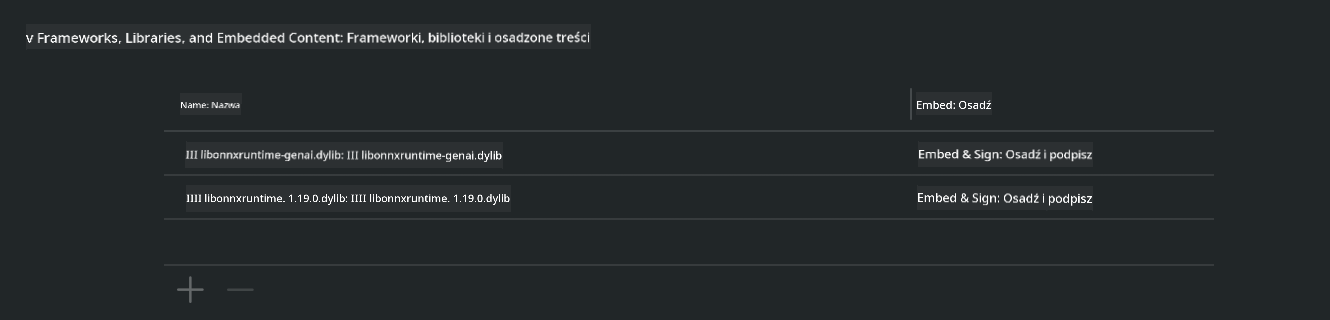 v Frameworks, Libraries, and Embedded Content: Frameworki, biblioteki i osadzone treści
Name: Nazwa
Embed: Osadź
III libonnxruntime-genai.dylib: III libonnxruntime-genai.dylib
Embed & Sign: Osadź i podpisz
IIII libonnxruntime. 1.19.0.dyllb: IIII libonnxruntime. 1.19.0.dyllb
Embed & Sign: Osadź i podpisz